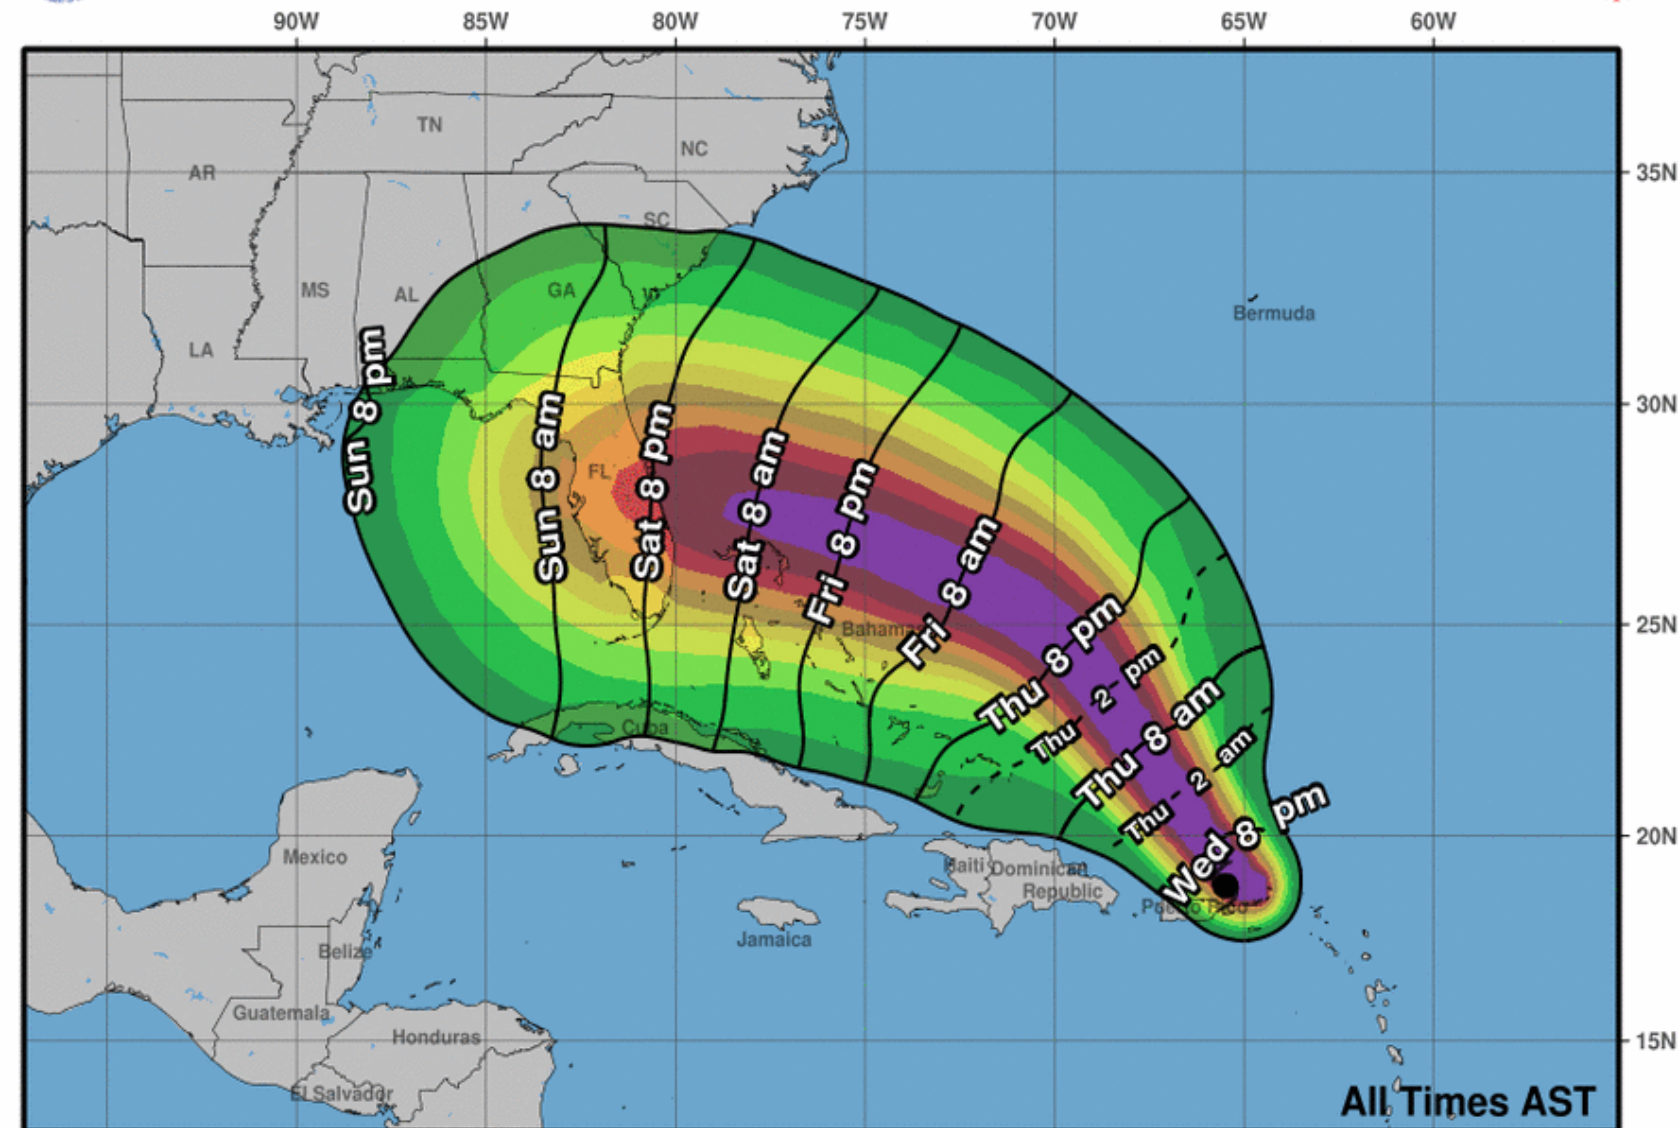 90W 85W 80W 75W 70W 65W 60W
TN
NC
AR
35N
SC
MS
AL
GA
Bermuda
LA
Sun 8 pm
30N
Sun 8 am
FL
Sat 8 pm
Sat 8 am
Fri 8 pm
Fri 8 am
Bahamas
25N
Thu 8 pm
Thu 2 pm
Thu 8 am
Thu 2 am
Wed 8 pm
Cuba
20N
Mexico
Haiti
Dominican
Republic
Puerto Rico
Jamaica
Belize
Guatemala
Honduras
15N
El Salvador
All Times AST